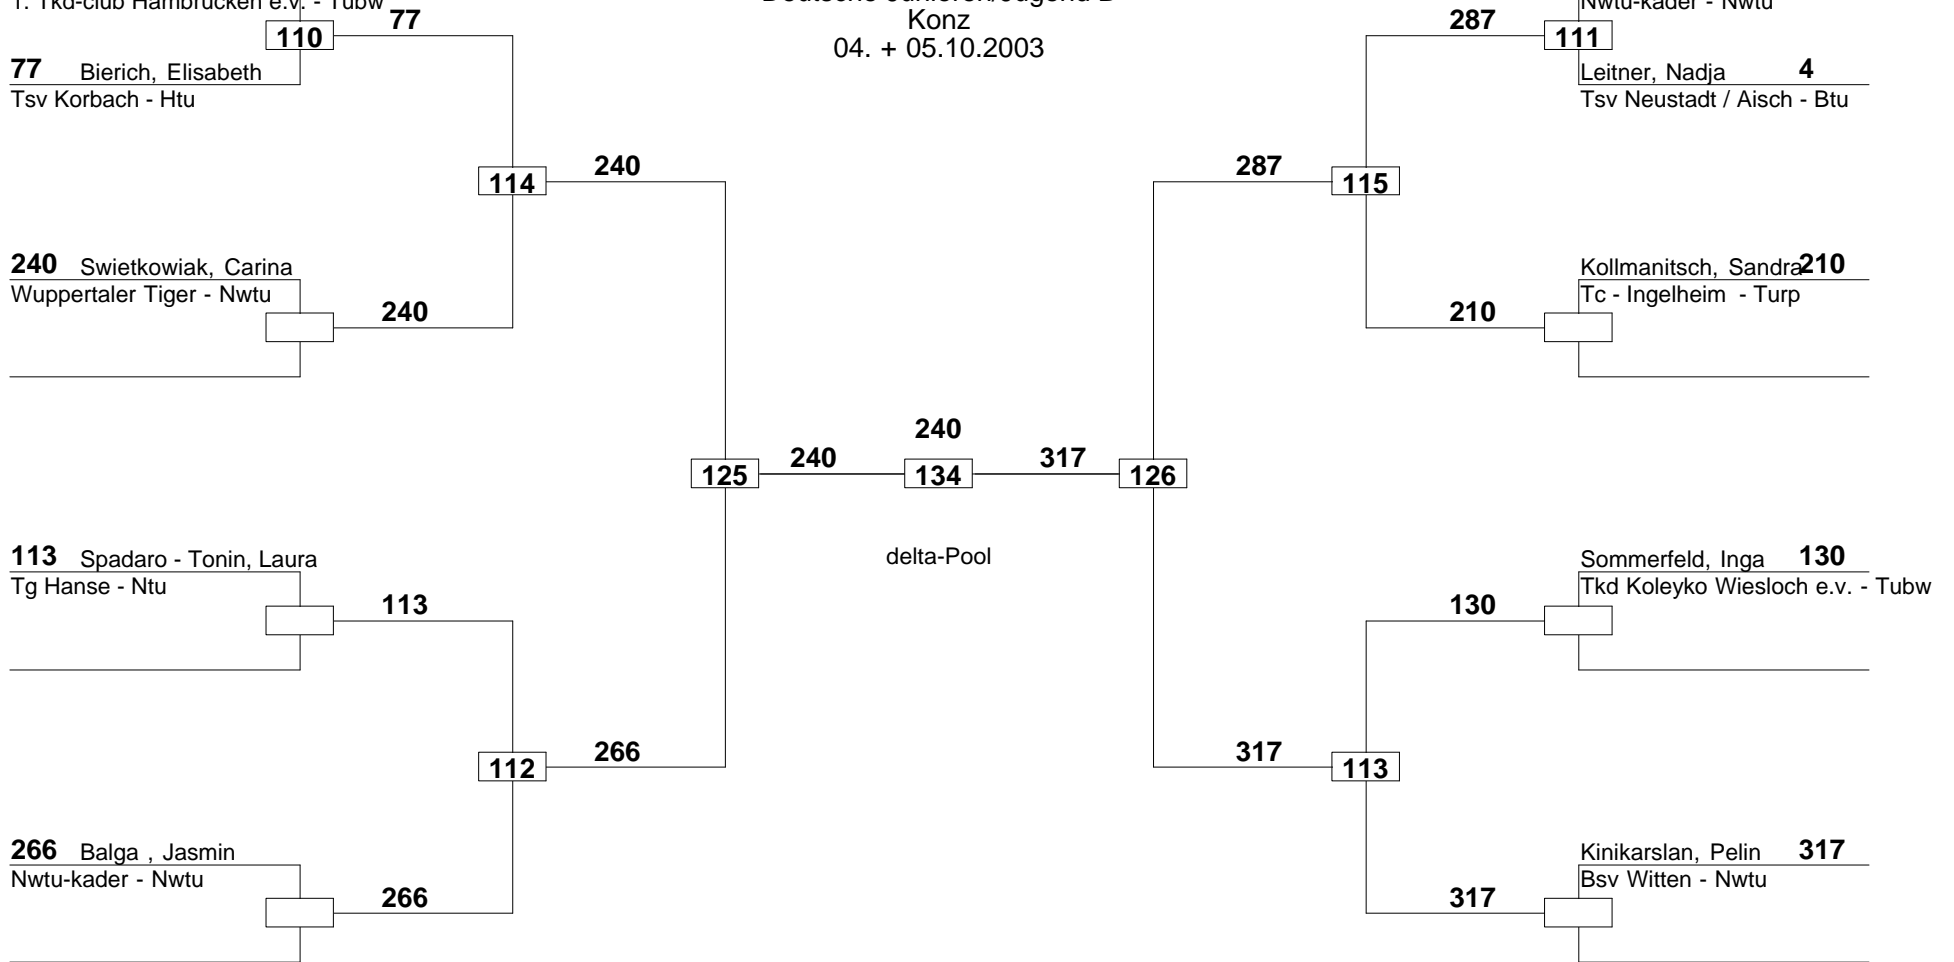 1. Tkd-club Hambrücken e.v. - Tubw
77
110
77 Bierich, Elisabeth
Tsv Korbach - Htu
114
240
240 Swietkowiak, Carina
Wuppertaler Tiger - Nwtu
240
113 Spadaro - Tonin, Laura
Tg Hanse - Ntu
113
112
266
266 Balga , Jasmin
Nwtu-kader - Nwtu
266
Konz
04. + 05.10.2003
240
125
240
134
317
126
delta-Pool
Nwtu-kader - Nwtu
287
111
Leitner, Nadja 4
Tsv Neustadt / Aisch - Btu
287
115
Kollmanitsch, Sandra 210
Tc - Ingelheim - Turp
210
Sommerfeld, Inga 130
Tkd Koleyko Wiesloch e.v. - Tubw
130
317
113
Kinikarslan, Pelin 317
Bsv Witten - Nwtu
317